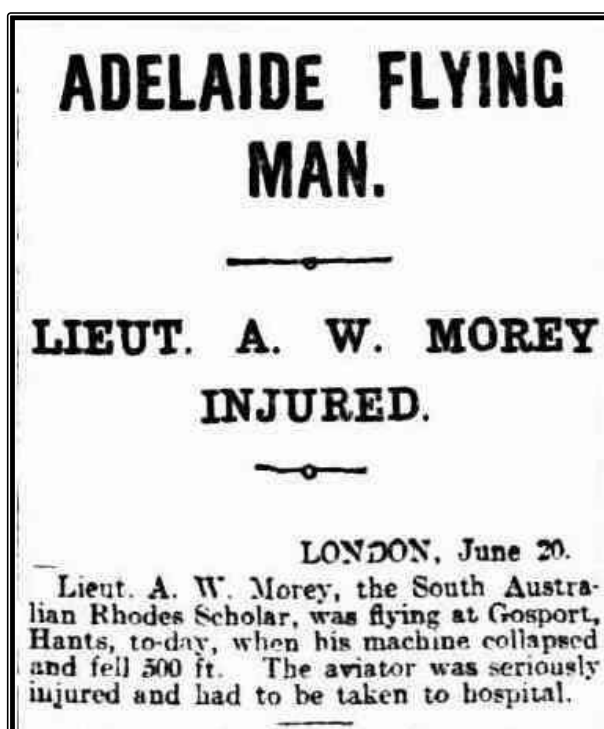 ADELAIDE FLYING
MAN.
LIEUT. A. W. MOREY
INJURED.
LONDON, June 20.
Lieut. A. W. Morey, the South Austra-
lian Rhodes Scholar, was flying at Gosport,
Hants, to-day, when his machine collapsed
and fell 500 ft. The aviator was seriously
injured and had to be taken to hospital.